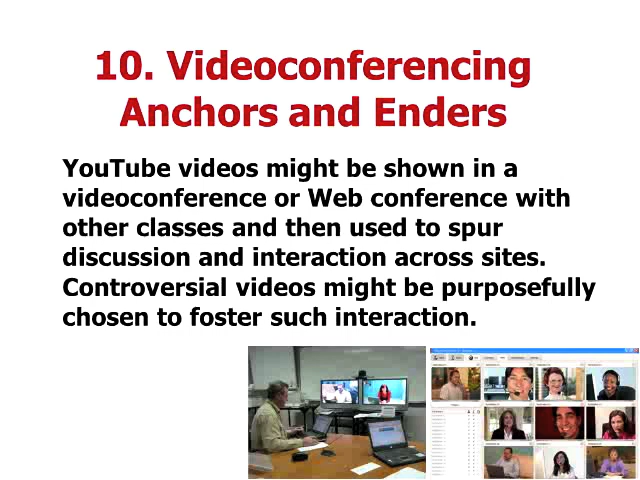 10. Videoconferencing
Anchors and Enders
YouTube videos might be shown in a
videoconference or Web conference with
other classes and then used to spur
discussion and interaction across sites.
Controversial videos might be purposefully
chosen to foster such interaction.